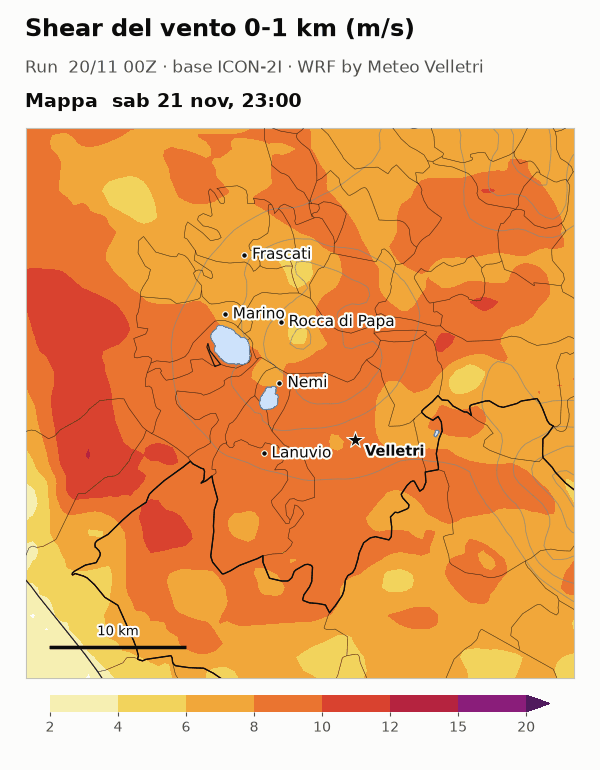 Shear del vento 0-1 km (m/s)
Run  20/11 00Z · base ICON-2I · WRF by Meteo Velletri
Mappa  sab 21 nov, 23:00
Frascati
Marino
Rocca di Papa
Nemi
Velletri
Lanuvio
10 km
2 4 6 8 10 12 15 20